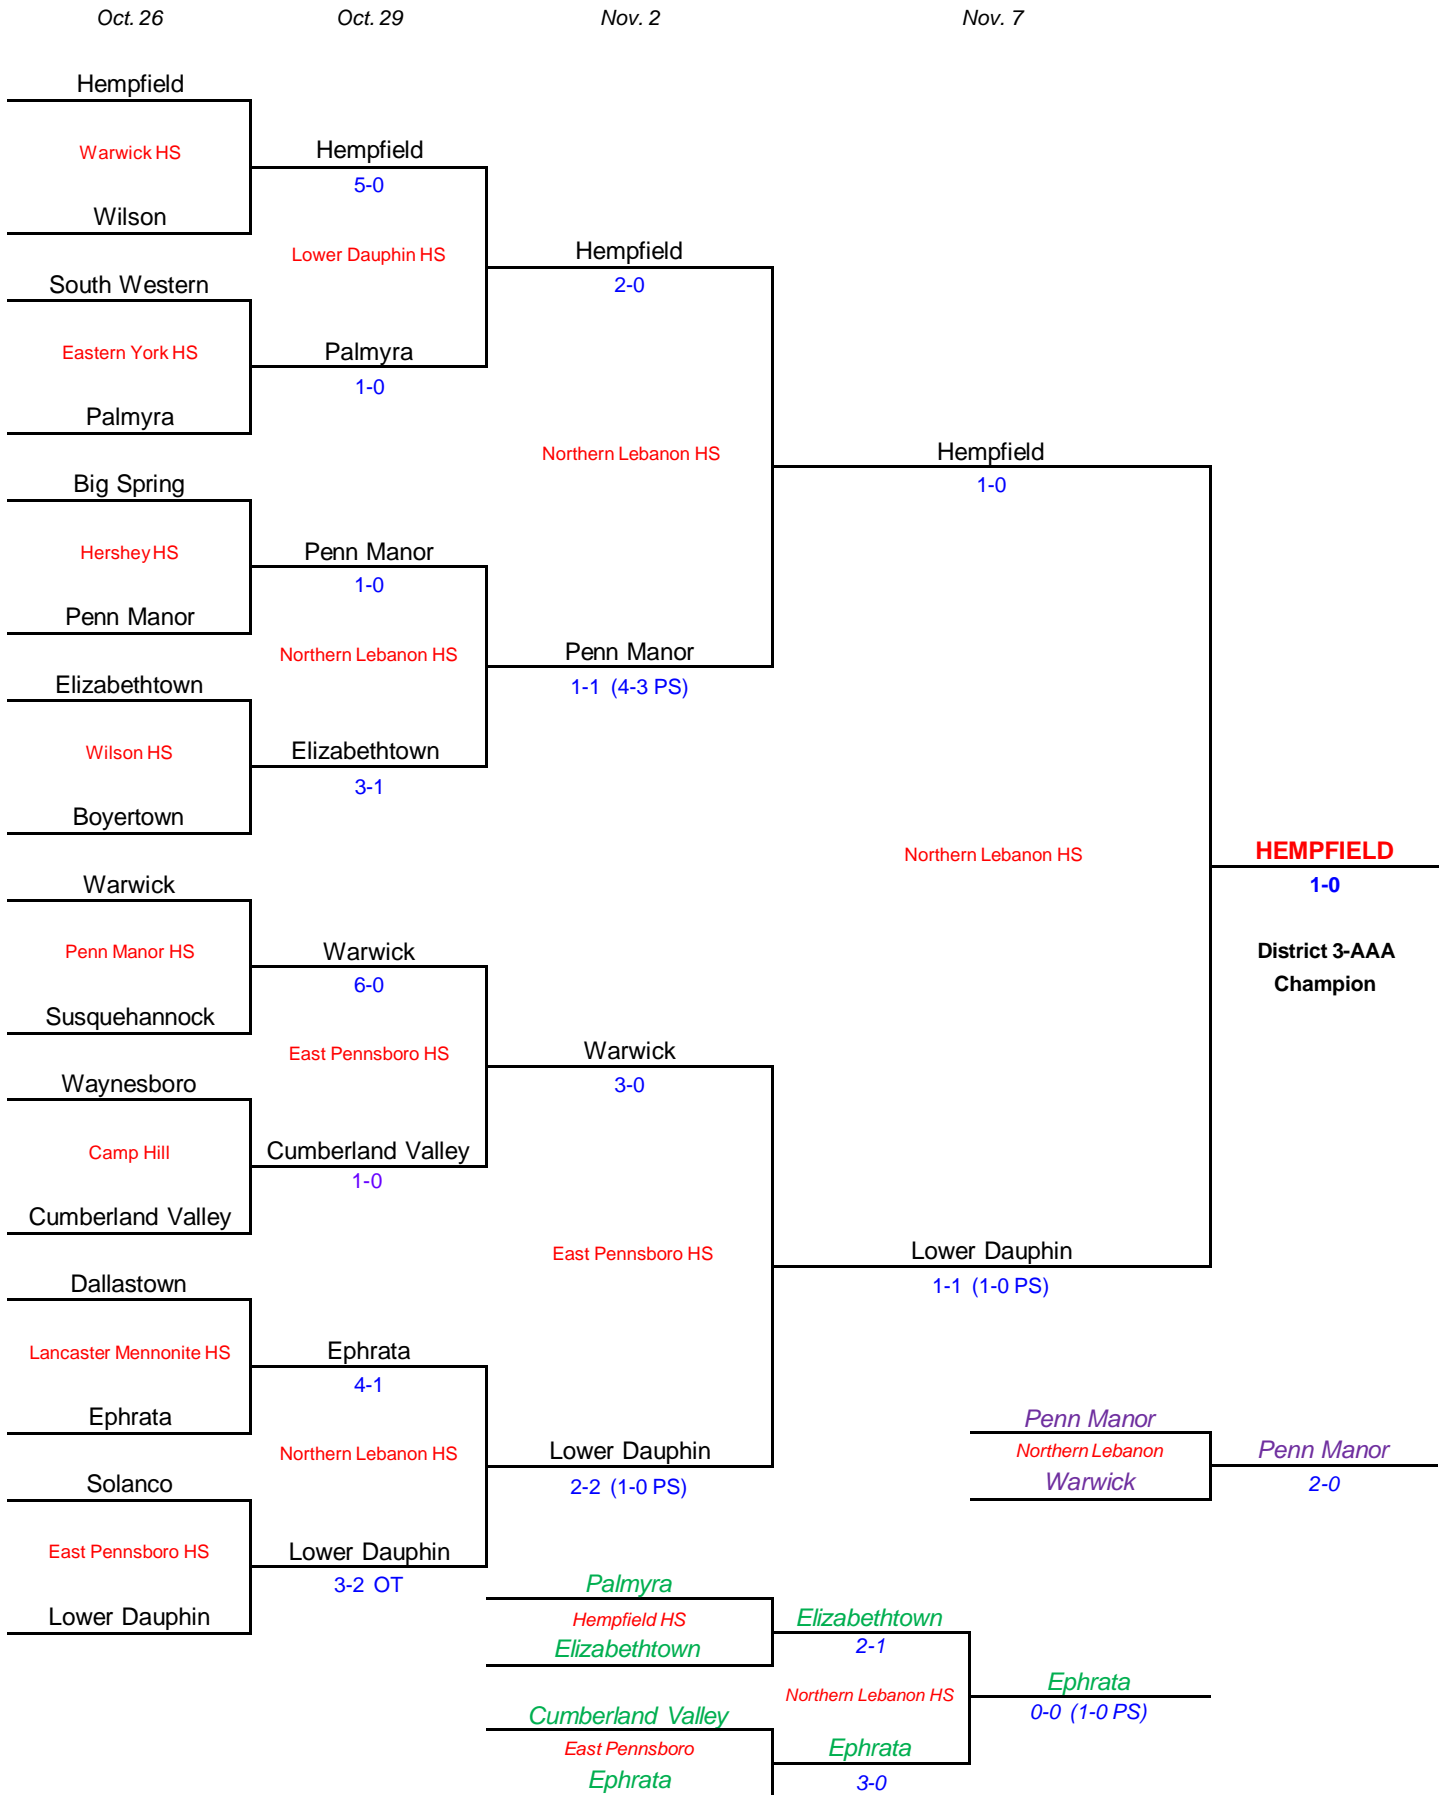 Oct. 26 Oct. 29 Nov. 2 Nov. 7
Hempfield
Warwick HS
Wilson
South Western
Eastern York HS
Palmyra
Big Spring
Hershey HS
Penn Manor
Elizabethtown
Wilson HS
Boyertown
Warwick
Penn Manor HS
Susquehannock
Waynesboro
Camp Hill
Cumberland Valley
Dallastown
Lancaster Mennonite HS
Ephrata
Solanco
East Pennsboro HS
Lower Dauphin
Hempfield
5-0
Lower Dauphin HS
Palmyra
1-0
Penn Manor
1-0
Northern Lebanon HS
Elizabethtown
3-1
Warwick
6-0
East Pennsboro HS
Cumberland Valley
1-0
Ephrata
4-1
Northern Lebanon HS
Lower Dauphin
3-2 OT
Hempfield
2-0
Northern Lebanon HS
Penn Manor
1-1 (4-3 PS)
Warwick
3-0
East Pennsboro HS
Lower Dauphin
2-2 (1-0 PS)
Hempfield
1-0
Northern Lebanon HS
Lower Dauphin
1-1 (1-0 PS)
HEMPFIELD
1-0
District 3-AAA
Champion
Penn Manor
Northern Lebanon
Warwick
Penn Manor
2-0
Palmyra
Hempfield HS
Elizabethtown
Cumberland Valley
East Pennsboro
Ephrata
Elizabethtown
2-1
Northern Lebanon HS
Ephrata
3-0
Ephrata
0-0 (1-0 PS)